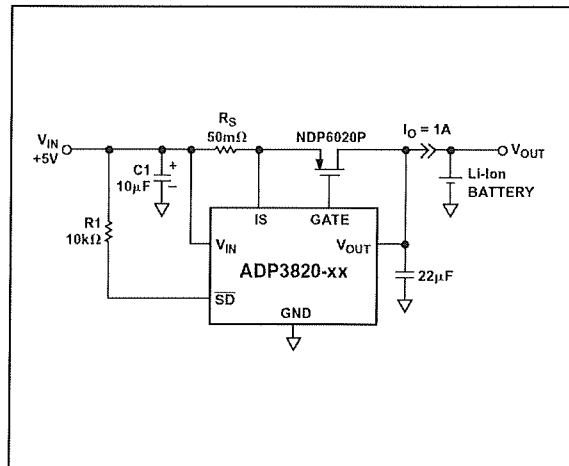 R_S
50mΩ
NDP6020P
I_O = 1A
V_IN
+5V
V_OUT
C1
10µF
+
–
Li-Ion
BATTERY
R1
10kΩ
IS
GATE
V_IN
V_OUT
ADP3820-xx
22µF
SD
GND